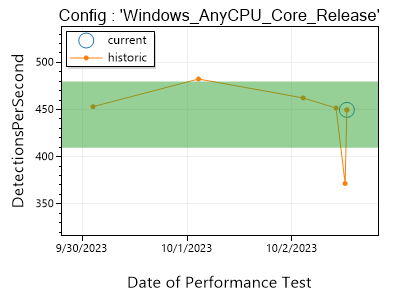 Config : 'Windows_AnyCPU_Core_Release'
current
historic
DetectionsPerSecond
500
450
400
350
9/30/2023
10/1/2023
10/2/2023
Date of Performance Test